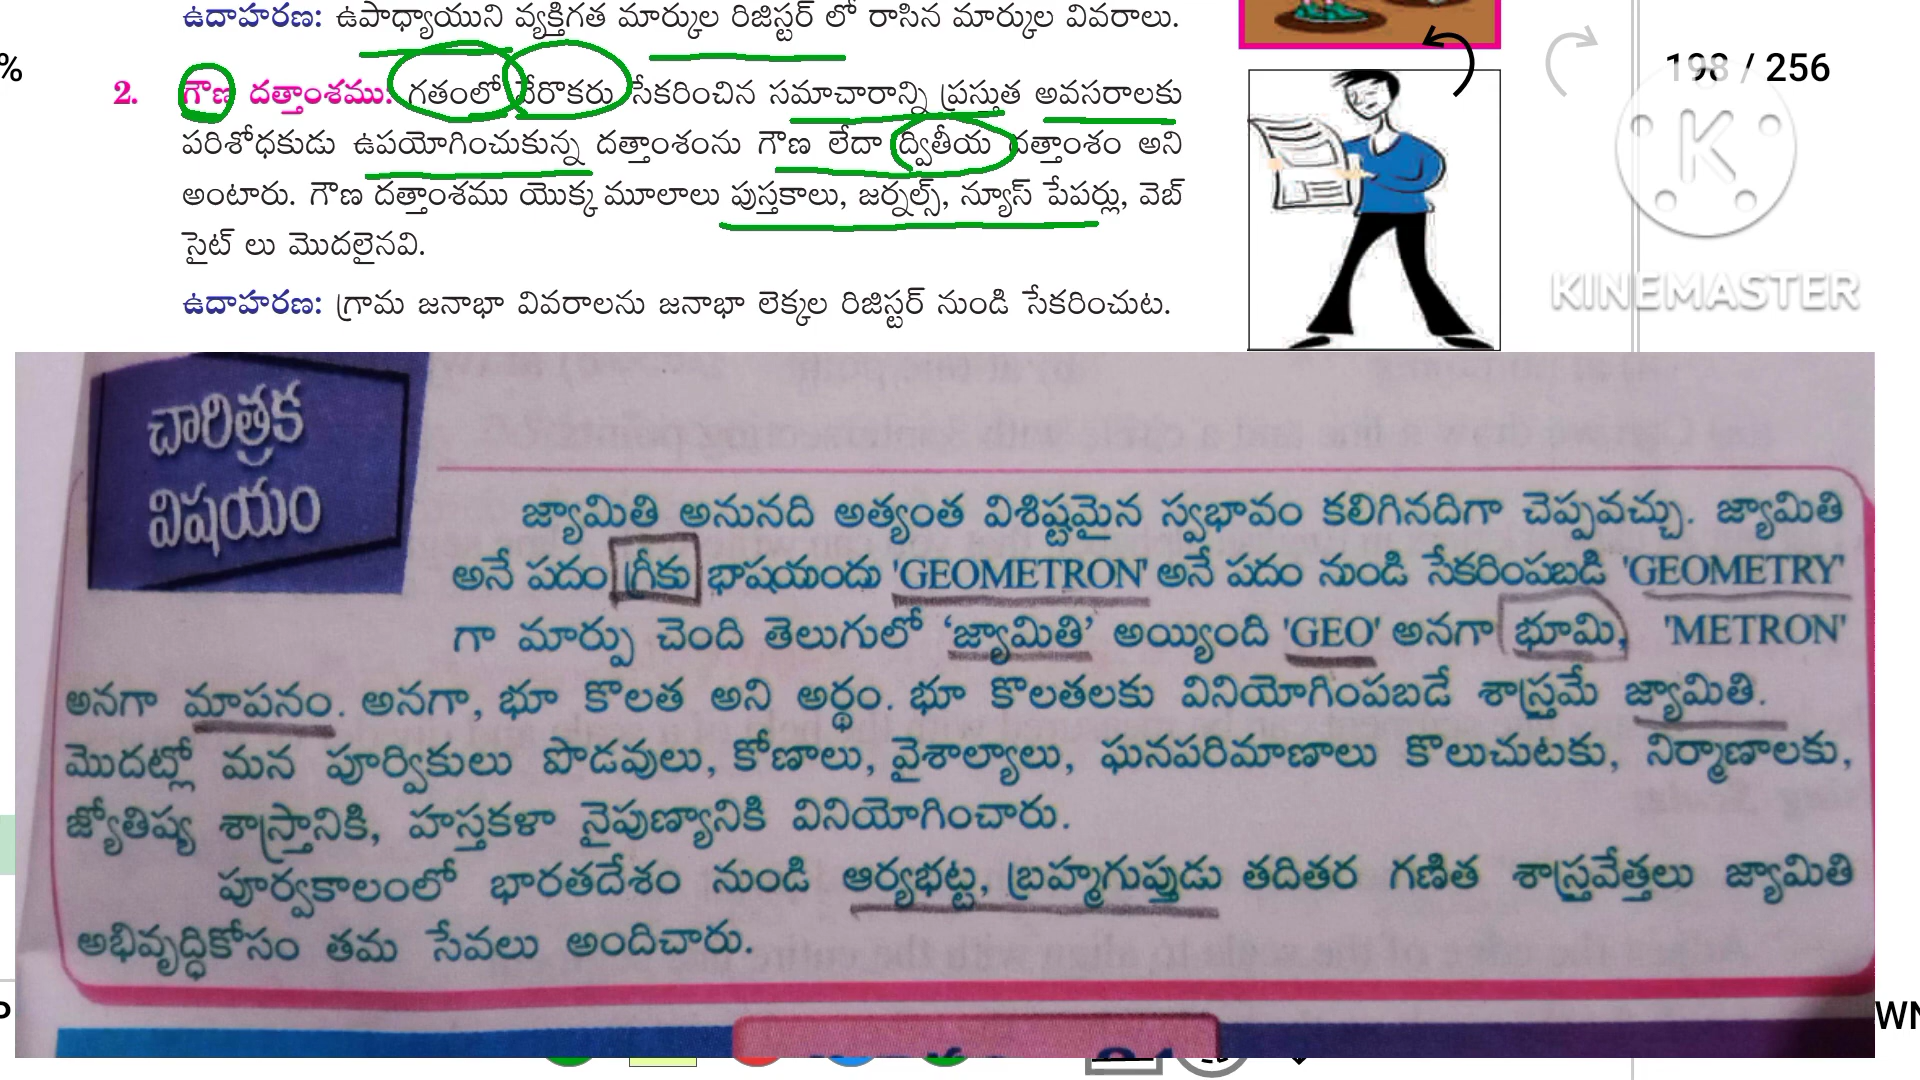 ఉదాహరణ: ఉపాధ్యాయుని వ్యక్తిగత మార్కుల రిజిస్టర్ లో రాసిన మార్కుల వివరాలు.
%
198 / 256
2. గౌణ దత్తాంశము: గతంలో వేరొకరు సేకరించిన సమాచారాన్ని ప్రస్తుత అవసరాలకు
పరిశోధకుడు ఉపయోగించుకున్న దత్తాంశంను గౌణ లేదా ద్వితీయ దత్తాంశం అని
అంటారు. గౌణ దత్తాంశము యొక్క మూలాలు పుస్తకాలు, జర్నల్స్, న్యూస్ పేపర్లు, వెబ్
సైట్ లు మొదలైనవి.
ఉదాహరణ: గ్రామ జనాభా వివరాలను జనాభా లెక్కల రిజిస్టర్ నుండి సేకరించుట.
K
KINEMASTER
చారిత్రక
విషయం
జ్యామితి అనునది అత్యంత విశిష్టమైన స్వభావం కలిగినదిగా చెప్పవచ్చు. జ్యామితి
అనే పదం గ్రీకు భాషయందు 'GEOMETRON' అనే పదం నుండి సేకరింపబడి 'GEOMETRY'
గా మార్పు చెంది తెలుగులో ‘జ్యామితి’ అయ్యింది 'GEO' అనగా భూమి, 'METRON'
అనగా మాపనం. అనగా, భూ కొలత అని అర్థం. భూ కొలతలకు వినియోగింపబడే శాస్త్రమే జ్యామితి.
మొదట్లో మన పూర్వికులు పొడవులు, కోణాలు, వైశాల్యాలు, ఘనపరిమాణాలు కొలుచుటకు, నిర్మాణాలకు,
జ్యోతిష్య శాస్త్రానికి, హస్తకళా నైపుణ్యానికి వినియోగించారు.
పూర్వకాలంలో భారతదేశం నుండి ఆర్యభట్ట, బ్రహ్మగుప్తుడు తదితర గణిత శాస్త్రవేత్తలు జ్యామితి
అభివృద్ధికోసం తమ సేవలు అందిచారు.